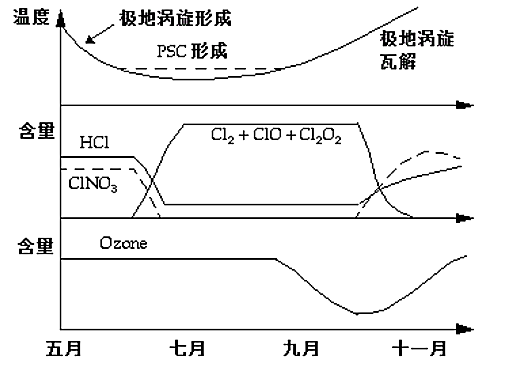 温度
极地涡旋形成
PSC 形成
极地涡旋
瓦解
含量
HCl
Cl₂ + ClO + Cl₂O₂
ClNO₃
含量
Ozone
五月
七月
九月
十一月